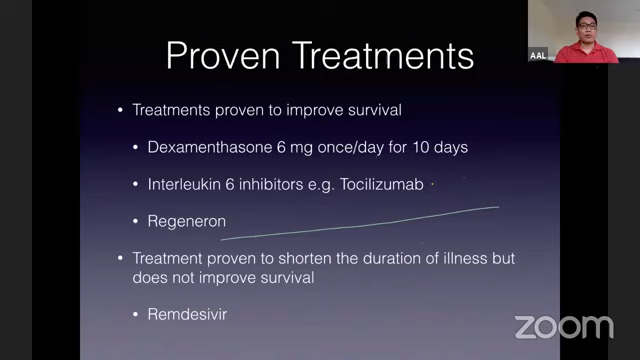 AAL
Proven Treatments
Treatments proven to improve survival
Dexamenthasone 6 mg once/day for 10 days
Interleukin 6 inhibitors e.g. Tocilizumab
Regeneron
Treatment proven to shorten the duration of illness but
does not improve survival
Remdesivir
zoom